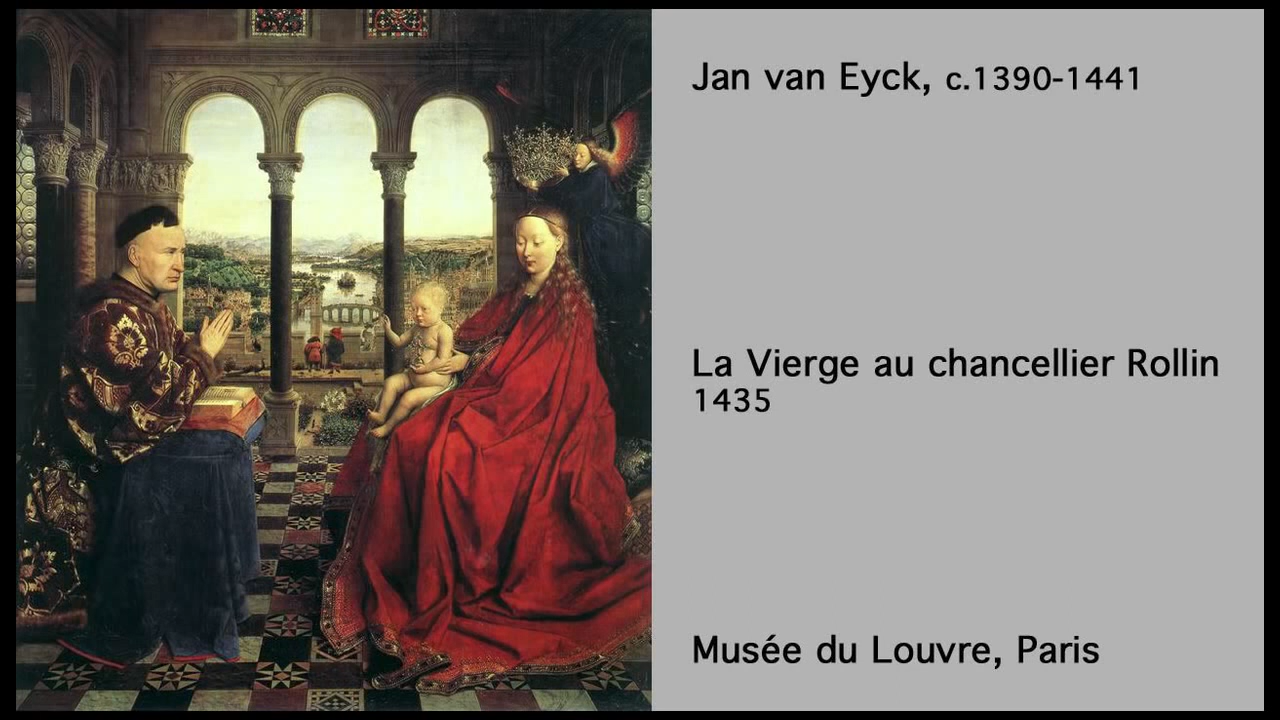 Jan van Eyck, c.1390-1441
La Vierge au chancellier Rollin
1435
Musée du Louvre, Paris